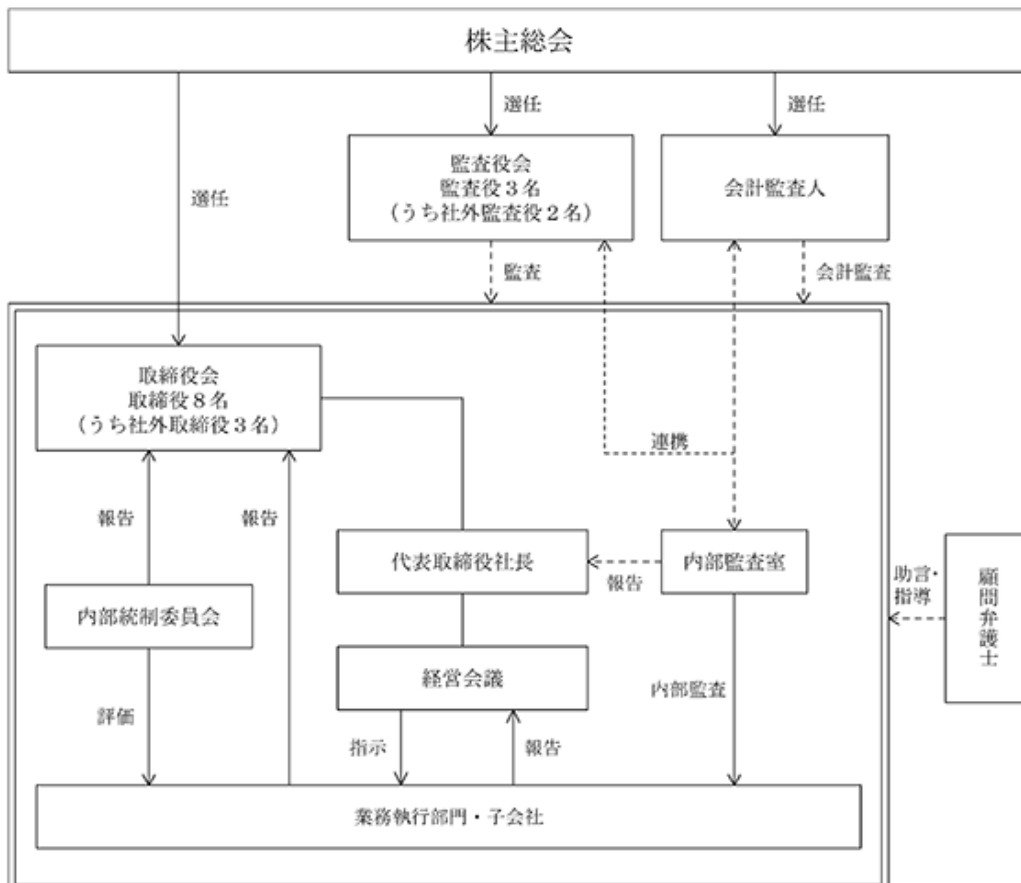 株主総会
選任
選任
選任
監査役会
監査役3名
（うち社外監査役2名）
会計監査人
監査
会計監査
取締役会
取締役8名
（うち社外取締役3名）
連携
報告
報告
代表取締役社長
報告
内部監査室
助言・
指導
顧問弁護士
内部統制委員会
経営会議
評価
指示
報告
内部監査
業務執行部門・子会社